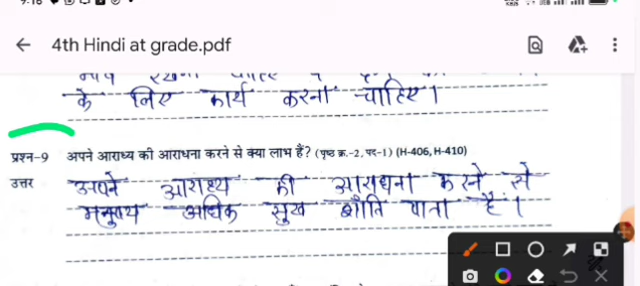 4th Hindi at grade.pdf
के लिए कार्य करना चाहिए।
प्रश्न-9 अपने आराध्य की आराधना करने से क्या लाभ हैं? (पृष्ठ क्र.-2, पद-1) (H-406, H-410)
उत्तर अपने आराध्य की आराधना करने से
मनुष्य अधिक सुख शांति पाता है।